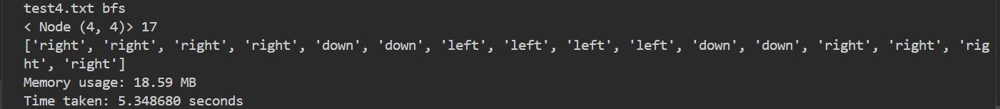 test4.txt bfs
< Node (4, 4)> 17
['right', 'right', 'right', 'right', 'down', 'down', 'left', 'left', 'left', 'left', 'down', 'down', 'right', 'right', 'rig
ht', 'right']
Memory usage: 18.59 MB
Time taken: 5.348680 seconds